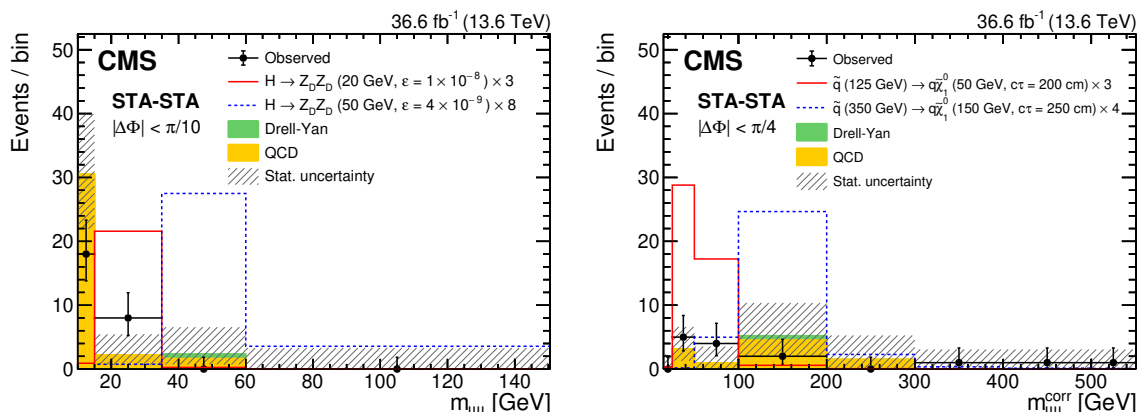 36.6 fb⁻¹ (13.6 TeV)
Events / bin
50
40
30
20
10
0
CMS
STA-STA
|ΔΦ| < π/10
Observed
H → Z_D Z_D (20 GeV, ε = 1 × 10⁻⁸) × 3
H → Z_D Z_D (50 GeV, ε = 4 × 10⁻⁹) × 8
Drell-Yan
QCD
Stat. uncertainty
20 40 60 80 100 120 140
m_μμ [GeV]
36.6 fb⁻¹ (13.6 TeV)
Events / bin
50
40
30
20
10
0
CMS
STA-STA
|ΔΦ| < π/4
Observed
q̃ (125 GeV) → qχ̃₁⁰ (50 GeV, cτ = 200 cm) × 3
q̃ (350 GeV) → qχ̃₁⁰ (150 GeV, cτ = 250 cm) × 4
Drell-Yan
QCD
Stat. uncertainty
100 200 300 400 500
m_μμ^corr [GeV]